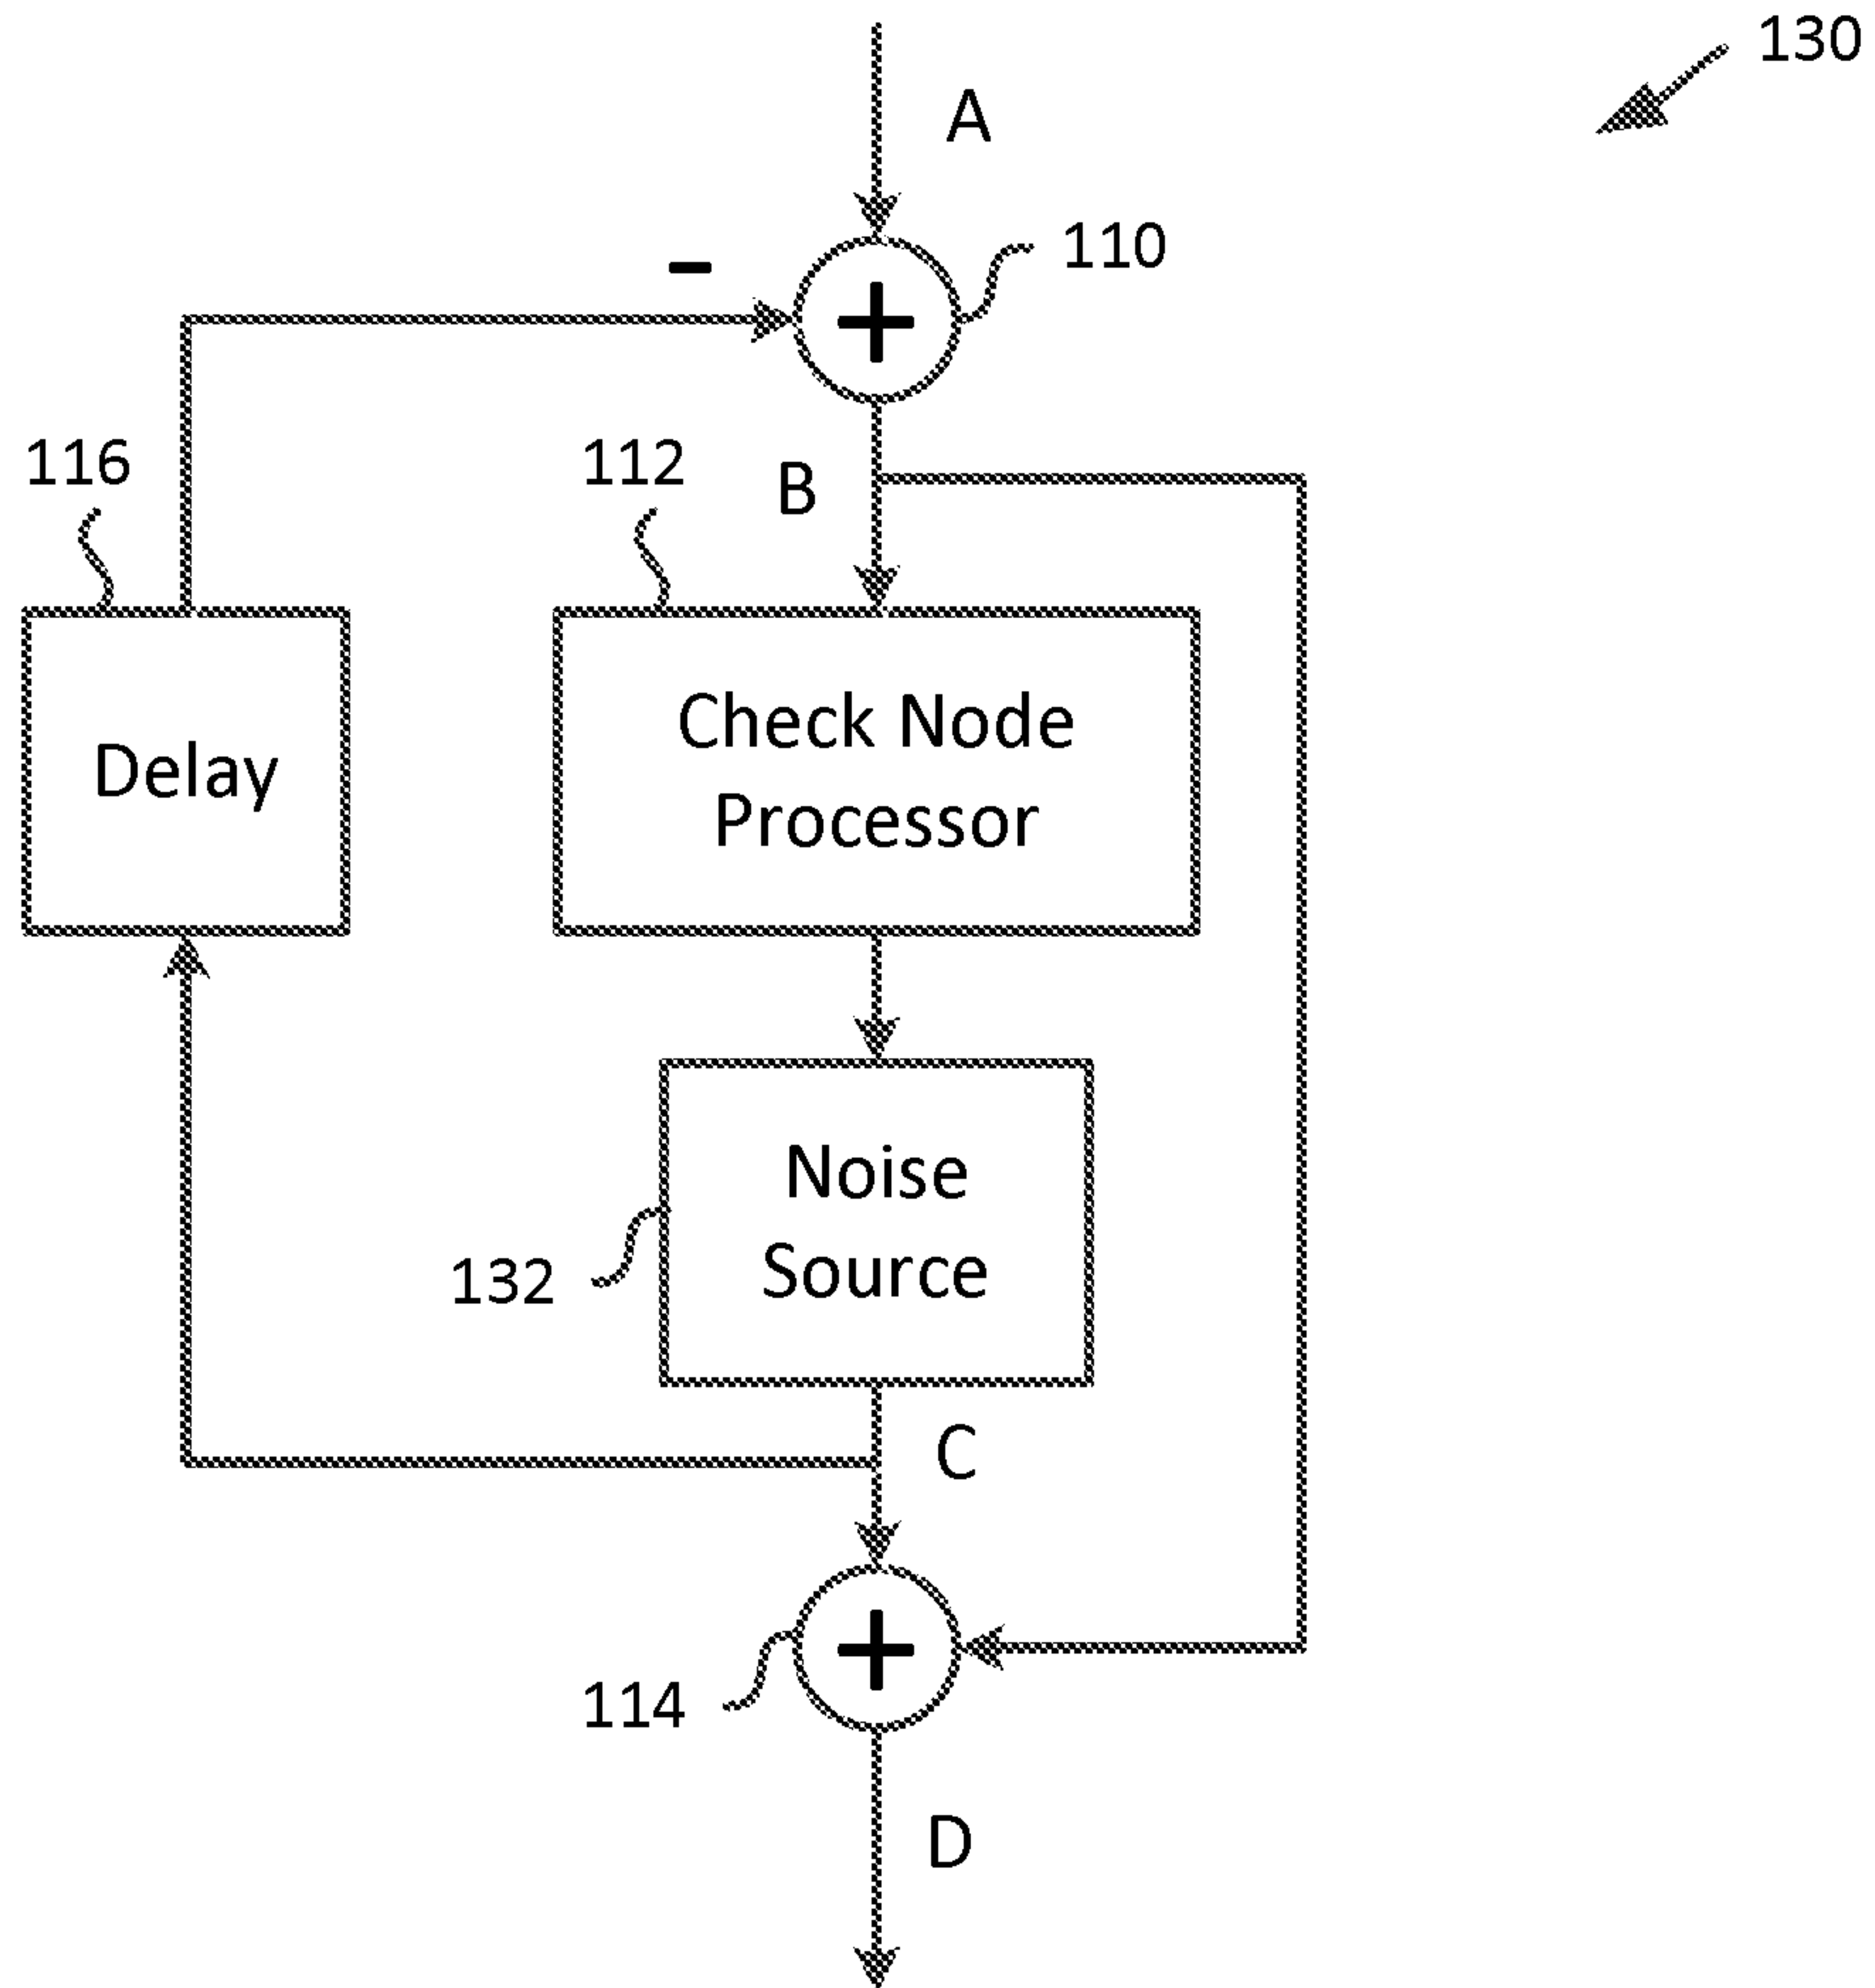 130
A
110
-
+
116
112
B
Delay
Check Node
Processor
Noise
Source
132
C
+
114
D